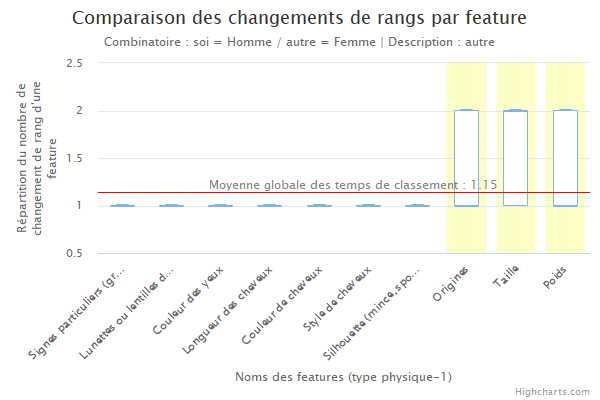 Comparaison des changements de rangs par feature
Combinatoire : soi = Homme / autre = Femme | Description : autre
Répartition du nombre de
changement de rang d'une
feature
2.5
2
1.5
1
0.5
Moyenne globale des temps de classement : 1.15
Signes particuliers (gr...
Lunettes ou lentilles d...
Couleur des yeux
Longueur des cheveux
Couleur de cheveux
Style de cheveux
Silhouette (mince,spo...
Origines
Taille
Poids
Noms des features (type physique-1)
Highcharts.com